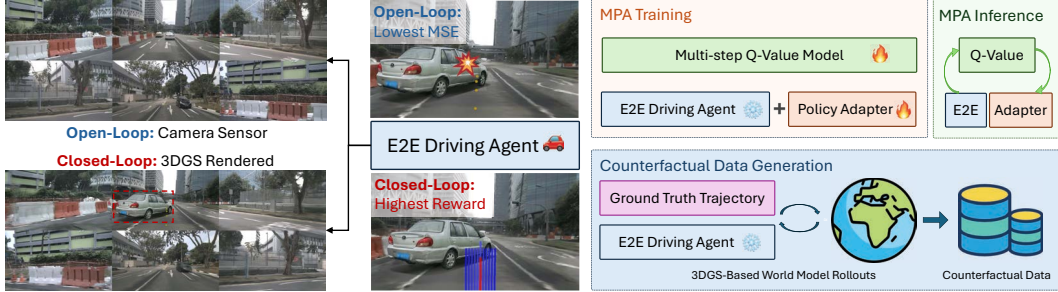 Open-Loop: Camera Sensor
Closed-Loop: 3DGS Rendered
Open-Loop:
Lowest MSE
E2E Driving Agent
Closed-Loop:
Highest Reward
MPA Training
Multi-step Q-Value Model
E2E Driving Agent
+
Policy Adapter
MPA Inference
Q-Value
E2E
Adapter
Counterfactual Data Generation
Ground Truth Trajectory
E2E Driving Agent
3DGS-Based World Model Rollouts
Counterfactual Data